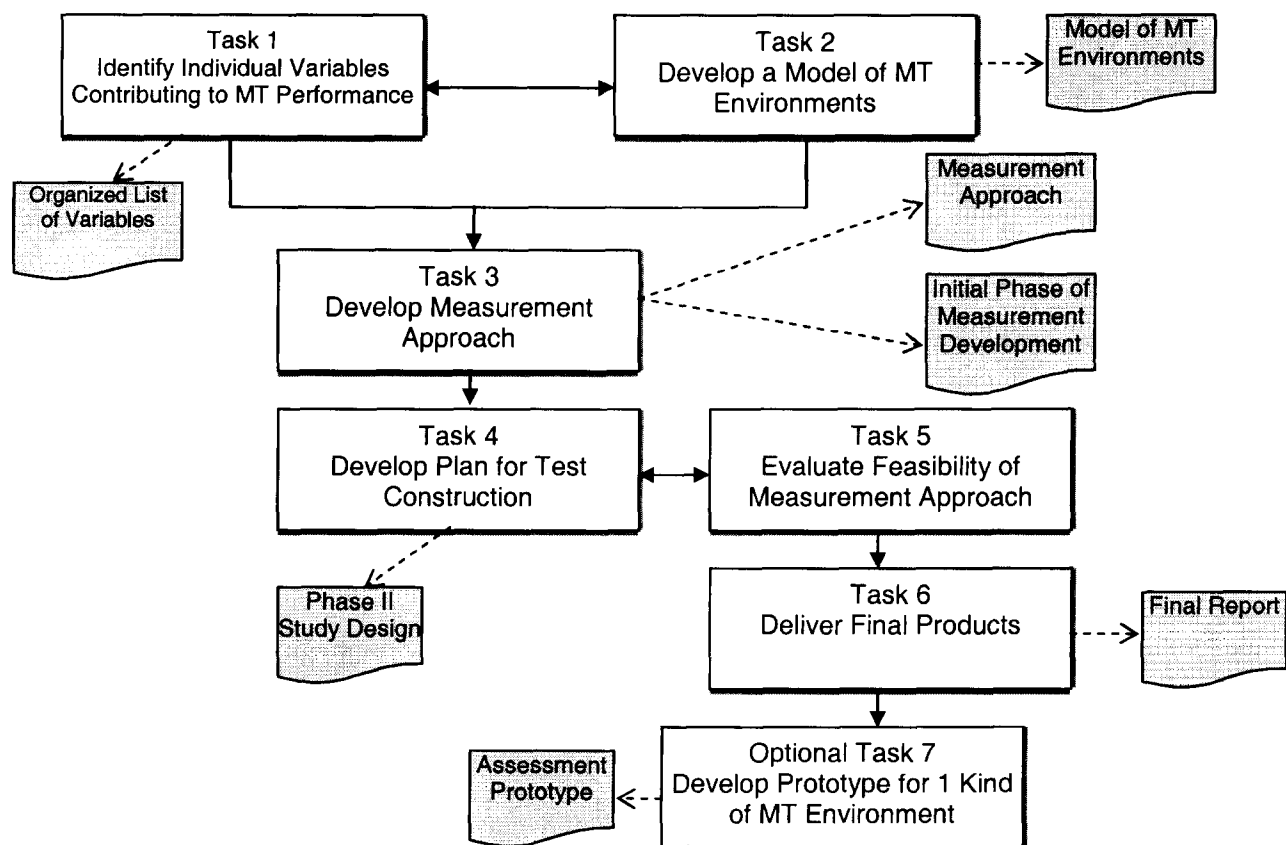 Task 1
Identify Individual Variables
Contributing to MT Performance
Task 2
Develop a Model of MT
Environments
Model of MT
Environments
Organized List
of Variables
Measurement
Approach
Task 3
Develop Measurement
Approach
Initial Phase of
Measurement
Development
Task 4
Develop Plan for Test
Construction
Task 5
Evaluate Feasibility of
Measurement Approach
Phase II
Study Design
Task 6
Deliver Final Products
Final Report
Optional Task 7
Develop Prototype for 1 Kind
of MT Environment
Assessment
Prototype